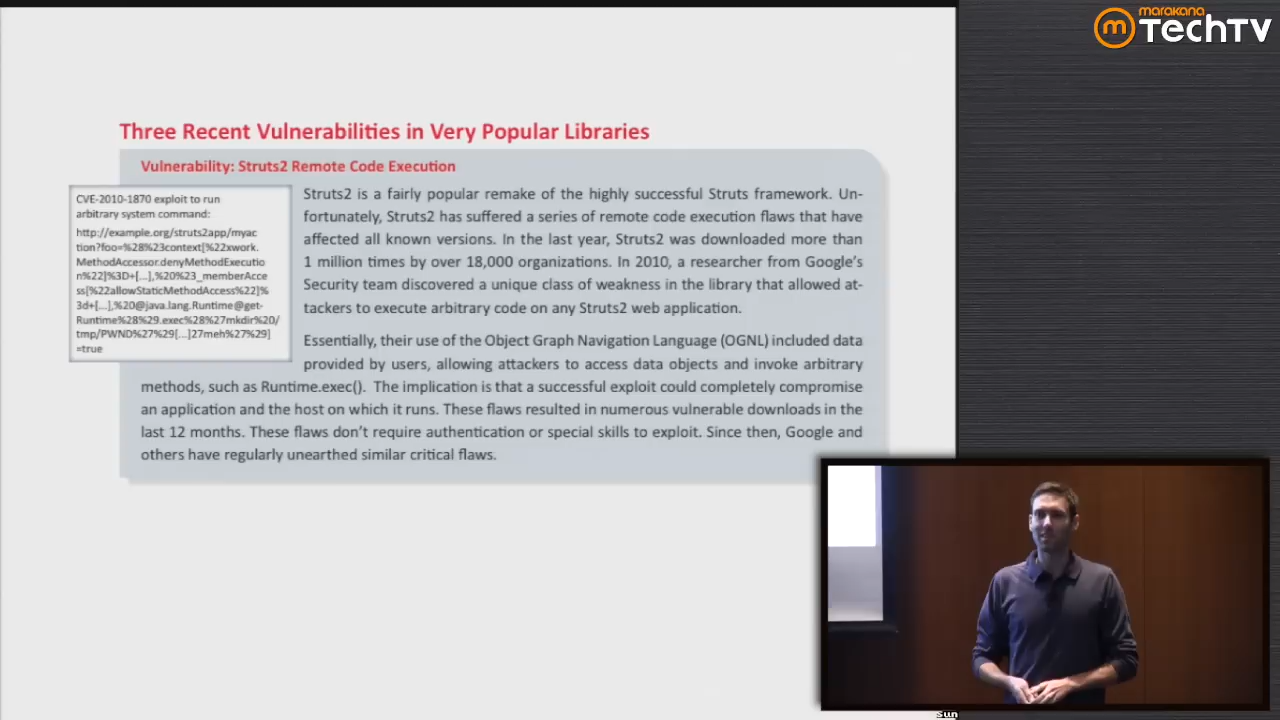 marakana
TechTV
Three Recent Vulnerabilities in Very Popular Libraries
Vulnerability: Struts2 Remote Code Execution
CVE-2010-1870 exploit to run
arbitrary system command:
http://example.org/struts2app/myac
tion?foo=%28%23context[%22xwork.
MethodAccessor.denyMethodExecutio
n%22]%3D+[...],%20%23_memberAcce
ss[%22allowStaticMethodAccess%22]%
3d+[...],%20@java.lang.Runtime@get-
Runtime%28%29.exec%28%27mkdir%20/
tmp/PWND%27%29[...]27meh%27%29]
=true
Struts2 is a fairly popular remake of the highly successful Struts framework. Un-
fortunately, Struts2 has suffered a series of remote code execution flaws that have
affected all known versions. In the last year, Struts2 was downloaded more than
1 million times by over 18,000 organizations. In 2010, a researcher from Google's
Security team discovered a unique class of weakness in the library that allowed at-
tackers to execute arbitrary code on any Struts2 web application.
Essentially, their use of the Object Graph Navigation Language (OGNL) included data
provided by users, allowing attackers to access data objects and invoke arbitrary
methods, such as Runtime.exec(). The implication is that a successful exploit could completely compromise
an application and the host on which it runs. These flaws resulted in numerous vulnerable downloads in the
last 12 months. These flaws don't require authentication or special skills to exploit. Since then, Google and
others have regularly unearthed similar critical flaws.
Sun